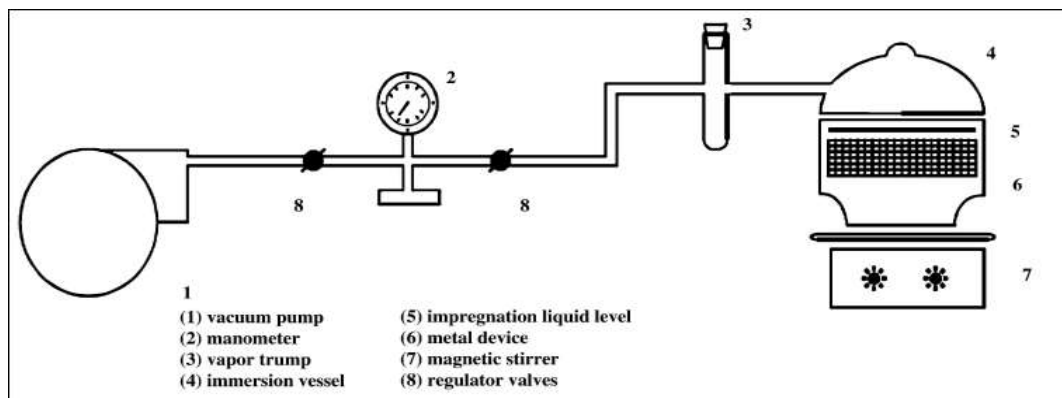 3
4
2
5
6
8
8
7
1
(1) vacuum pump
(2) manometer
(3) vapor trump
(4) immersion vessel
(5) impregnation liquid level
(6) metal device
(7) magnetic stirrer
(8) regulator valves